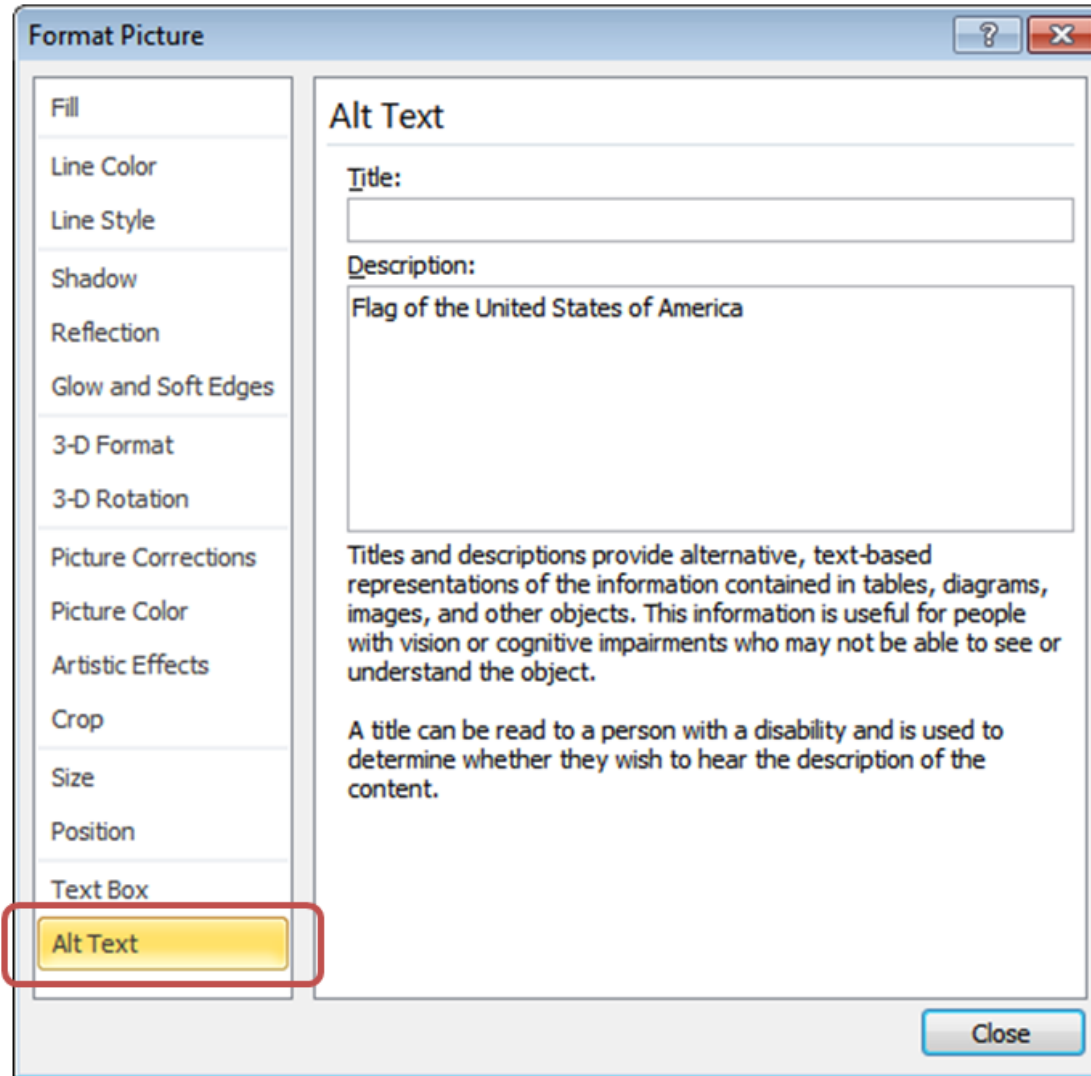 Format Picture
?
Fill
Line Color
Line Style
Shadow
Reflection
Glow and Soft Edges
3-D Format
3-D Rotation
Picture Corrections
Picture Color
Artistic Effects
Crop
Size
Position
Text Box
Alt Text
Alt Text
Title:
Description:
Flag of the United States of America
Titles and descriptions provide alternative, text-based
representations of the information contained in tables, diagrams,
images, and other objects. This information is useful for people
with vision or cognitive impairments who may not be able to see or
understand the object.
A title can be read to a person with a disability and is used to
determine whether they wish to hear the description of the
content.
Close